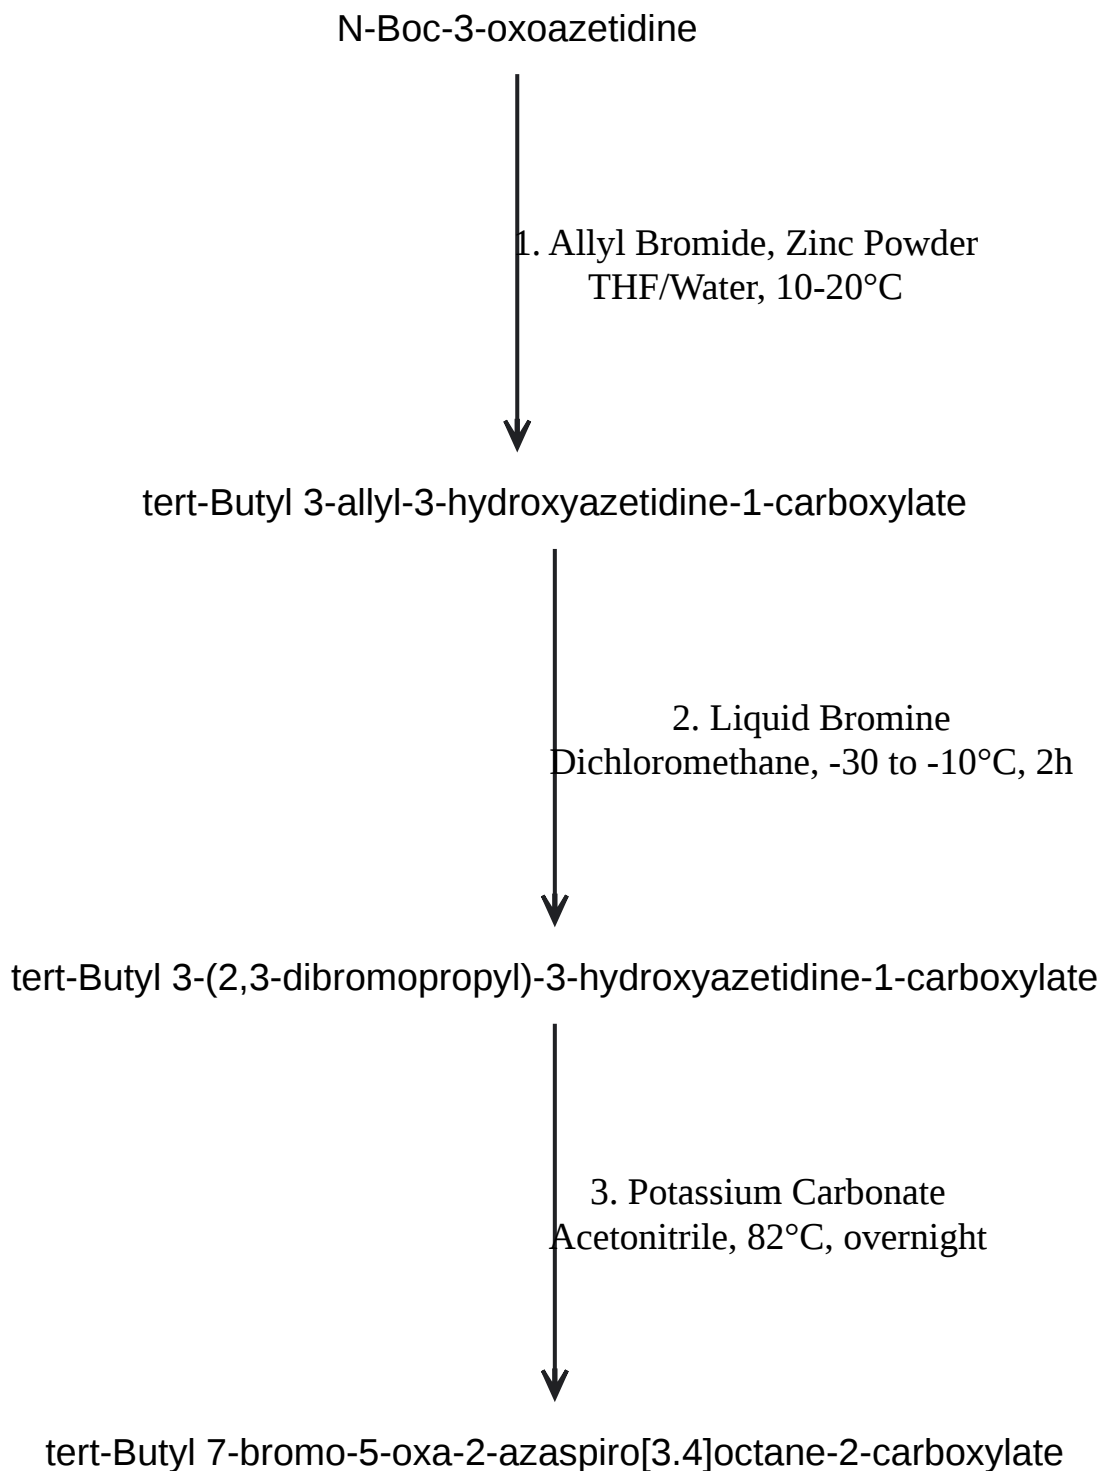 N-Boc-3-oxoazetidine
1. Allyl Bromide, Zinc Powder
THF/Water, 10-20°C
tert-Butyl 3-allyl-3-hydroxyazetidine-1-carboxylate
2. Liquid Bromine
Dichloromethane, -30 to -10°C, 2h
tert-Butyl 3-(2,3-dibromopropyl)-3-hydroxyazetidine-1-carboxylate
3. Potassium Carbonate
Acetonitrile, 82°C, overnight
tert-Butyl 7-bromo-5-oxa-2-azaspiro[3.4]octane-2-carboxylate